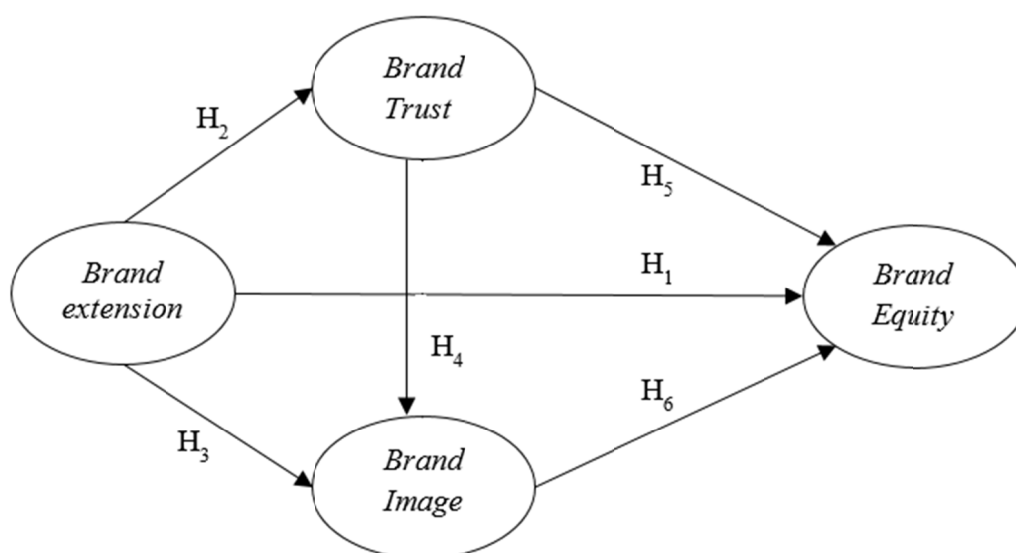 Brand
Trust
H₂
H₅
Brand
extension
H₁
Brand
Equity
H₄
H₃
H₆
Brand
Image